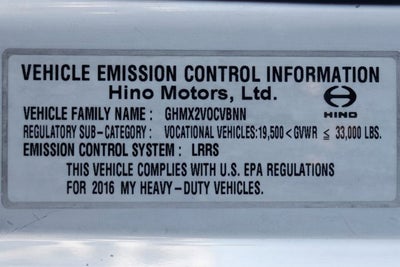 VEHICLE EMISSION CONTROL INFORMATION
Hino Motors, Ltd.
HINO
VEHICLE FAMILY NAME : GHMX2VOCVBNN
REGULATORY SUB-CATEGORY : VOCATIONAL VEHICLES:19,500 < GVWR ≤ 33,000 LBS.
EMISSION CONTROL SYSTEM : LRRS
THIS VEHICLE COMPLIES WITH U.S. EPA REGULATIONS
FOR 2016 MY HEAVY-DUTY VEHICLES.